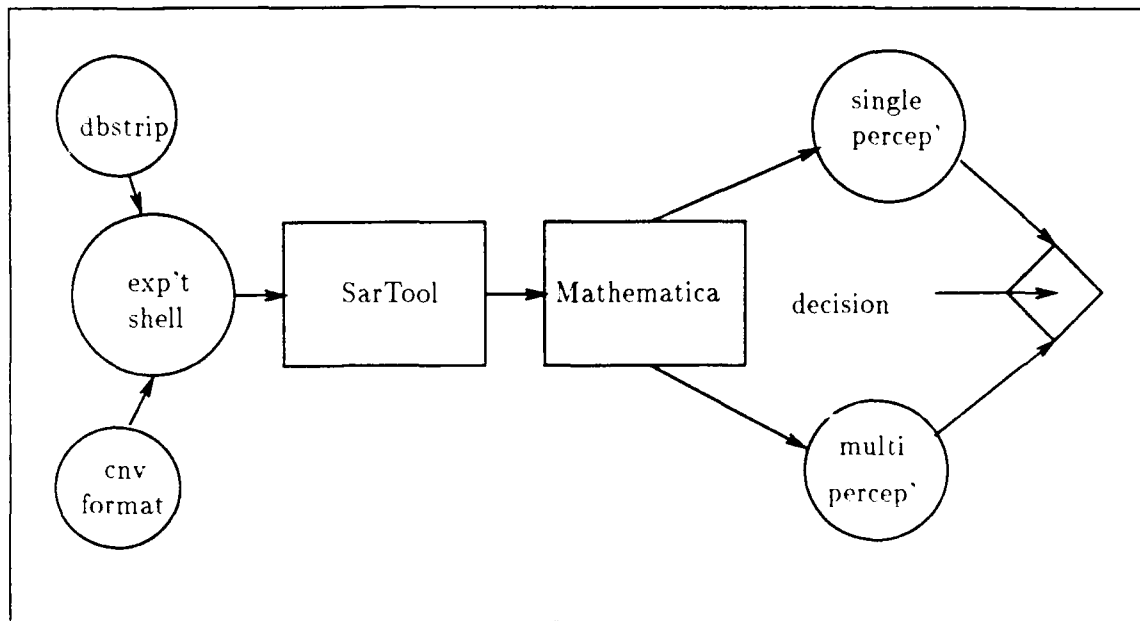 dbstrip
exp't
shell
cnv
format
SarTool
Mathematica
single
percep'
decision
multi
percep'